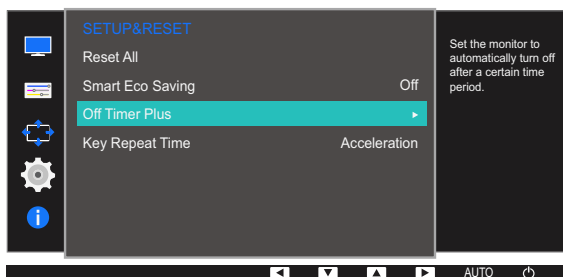 SETUP&RESET
Reset All
Smart Eco Saving Off
Off Timer Plus
Key Repeat Time Acceleration
Set the monitor to
automatically turn off
after a certain time
period.
AUTO